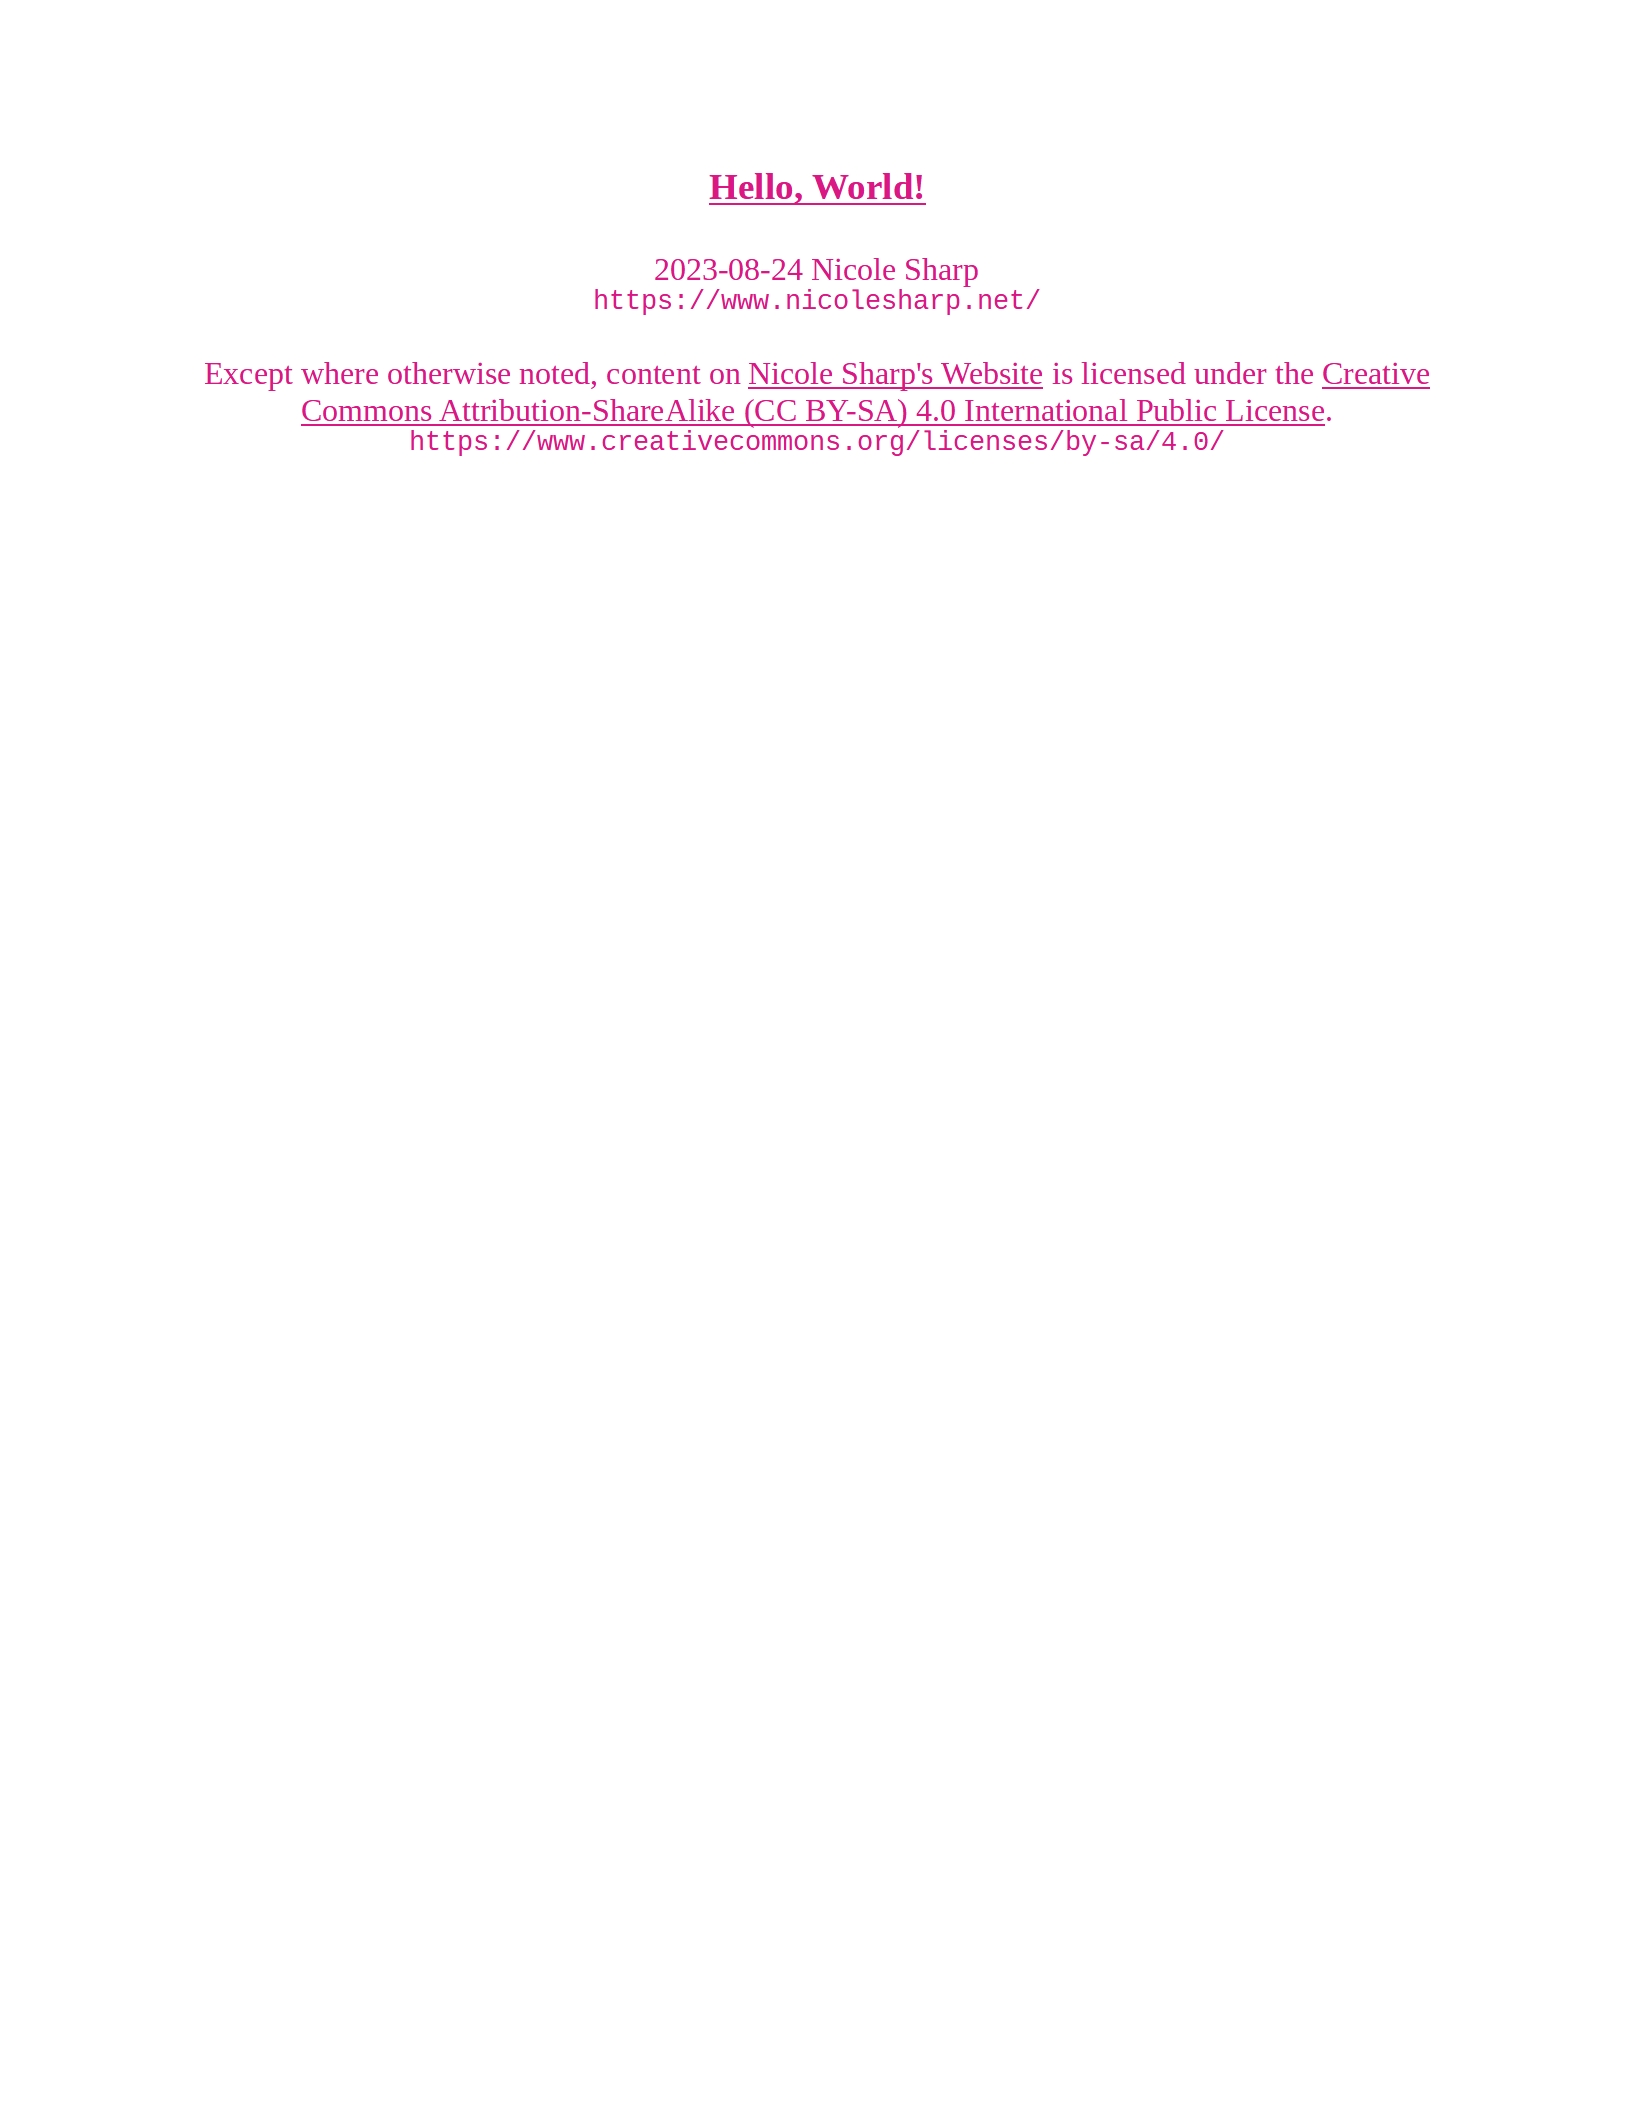 Hello, World!
2023-08-24 Nicole Sharp
https://www.nicolesharp.net/
Except where otherwise noted, content on Nicole Sharp's Website is licensed under the Creative
Commons Attribution-ShareAlike (CC BY-SA) 4.0 International Public License.
https://www.creativecommons.org/licenses/by-sa/4.0/